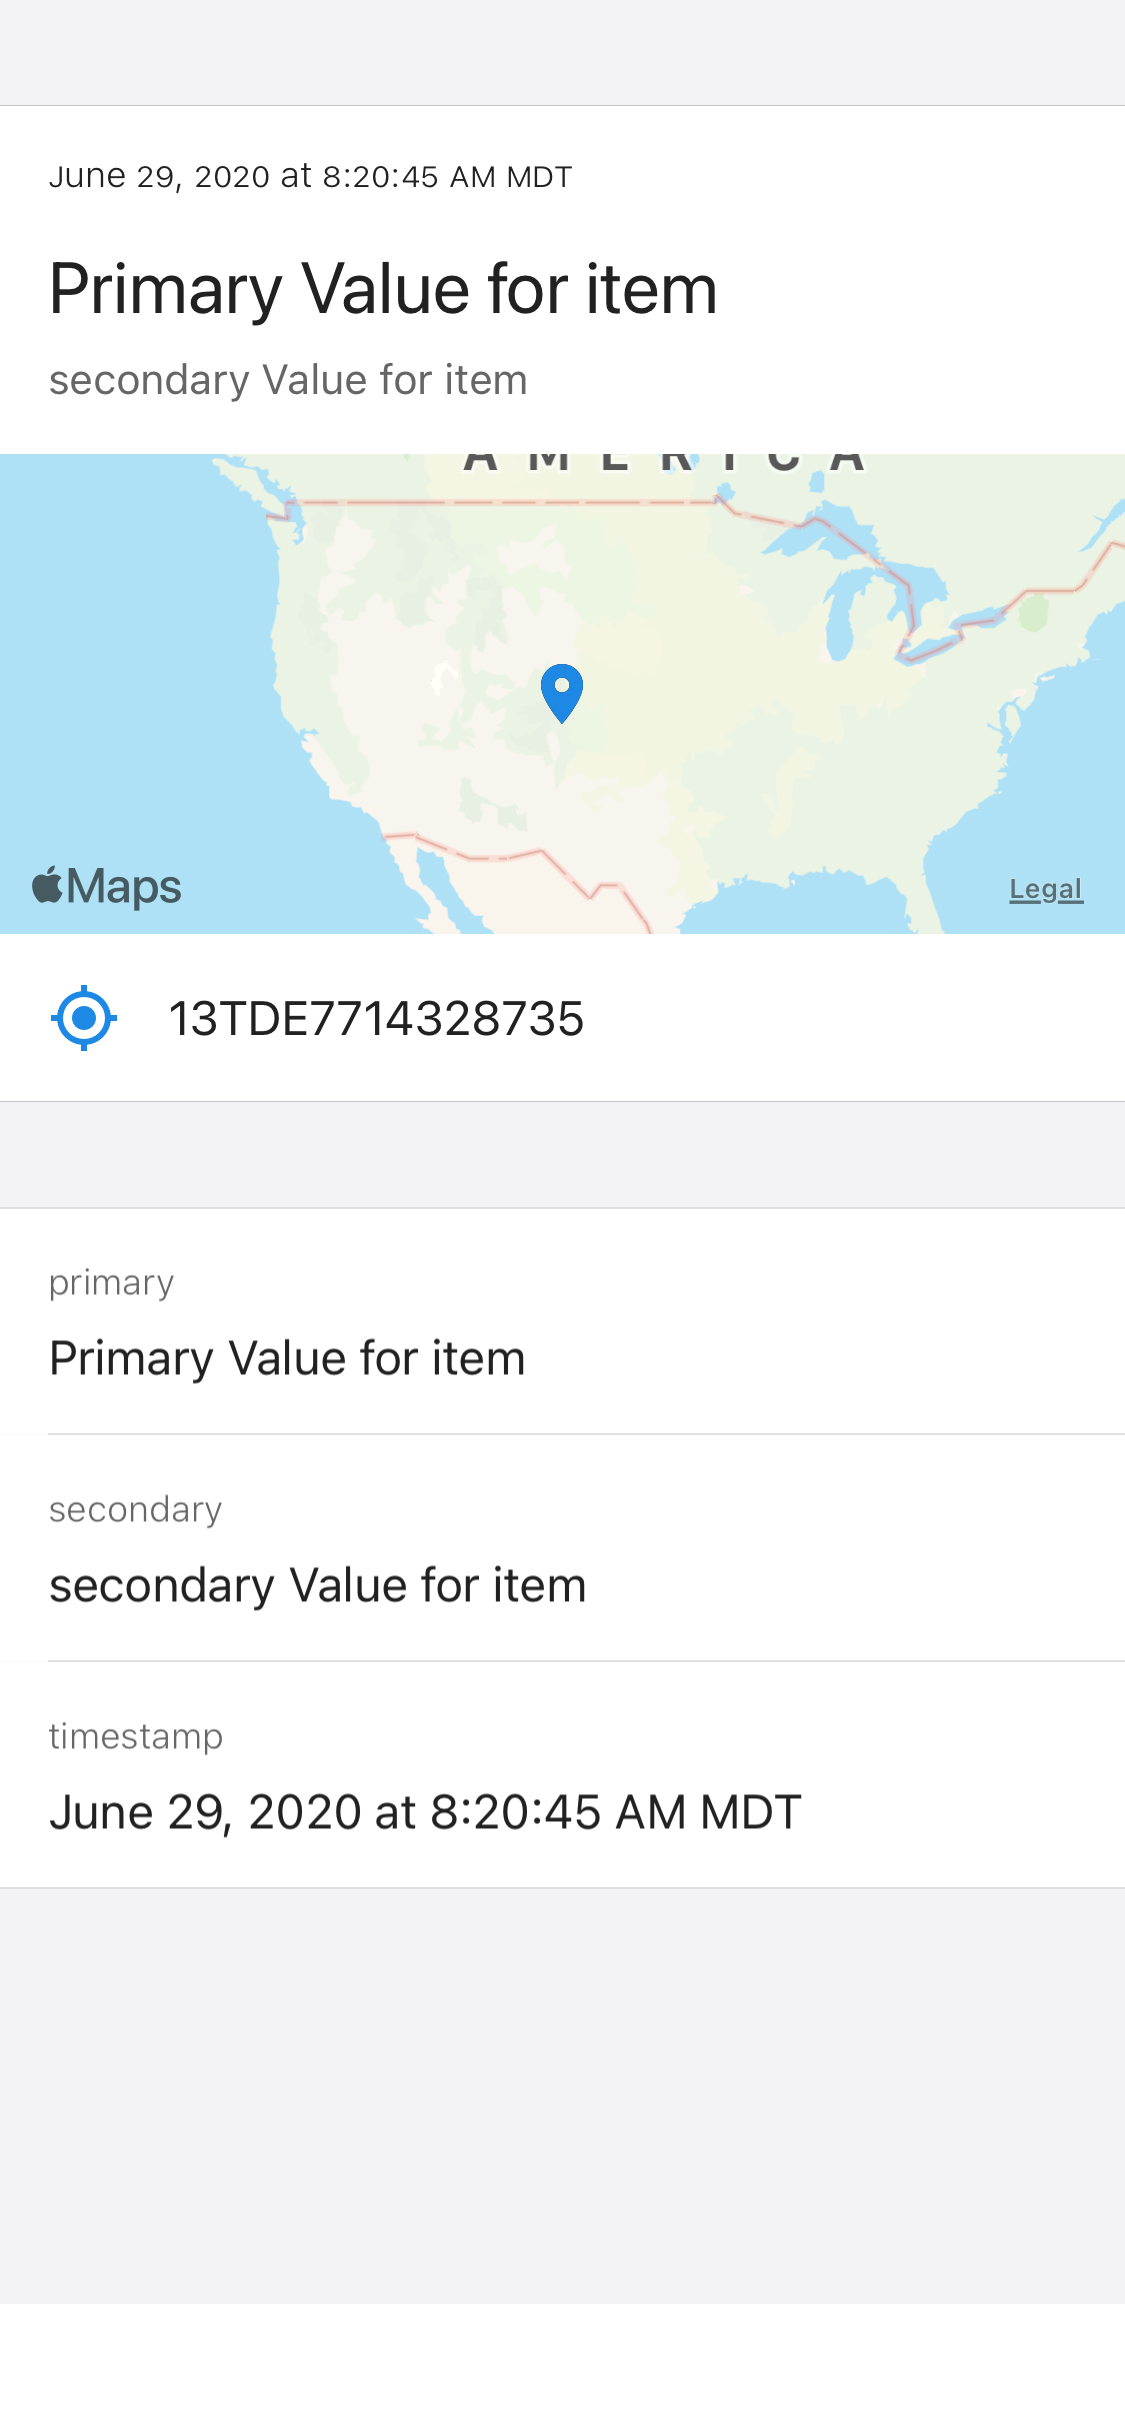 June 29, 2020 at 8:20:45 AM MDT
Primary Value for item
secondary Value for item
AMERICA
Maps
Legal
13TDE7714328735
primary
Primary Value for item
secondary
secondary Value for item
timestamp
June 29, 2020 at 8:20:45 AM MDT